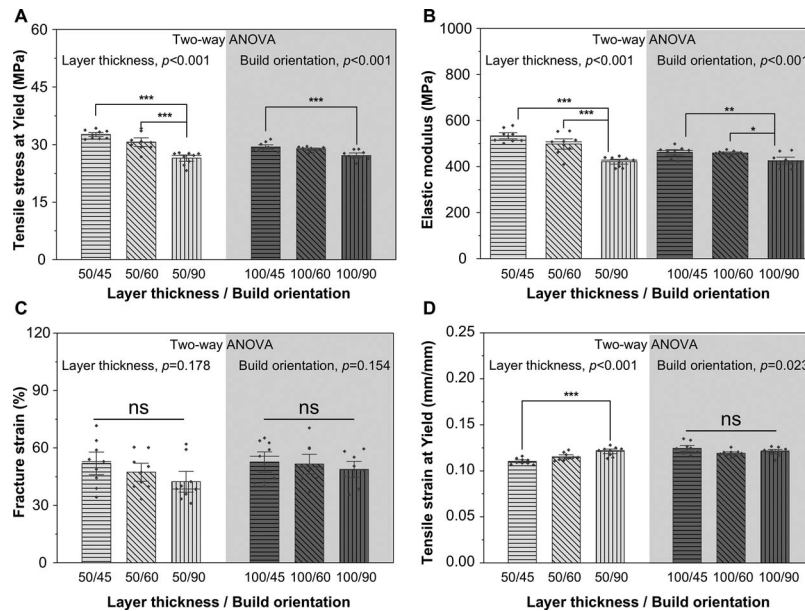 A
Tensile stress at Yield (MPa)
60
45
30
15
0
Two-way ANOVA
Layer thickness, p<0.001
Build orientation, p<0.001
***
***
***
50/45 50/60 50/90 100/45 100/60 100/90
Layer thickness / Build orientation
B
Elastic modulus (MPa)
1000
800
600
400
200
0
Two-way ANOVA
Layer thickness, p<0.001
Build orientation, p<0.001
***
***
**
*
50/45 50/60 50/90 100/45 100/60 100/90
Layer thickness / Build orientation
C
Fracture strain (%)
120
90
60
30
0
Two-way ANOVA
Layer thickness, p=0.178
Build orientation, p=0.154
ns
ns
50/45 50/60 50/90 100/45 100/60 100/90
Layer thickness / Build orientation
D
Tensile strain at Yield (mm/mm)
0.25
0.20
0.15
0.10
0.05
0.00
Two-way ANOVA
Layer thickness, p<0.001
Build orientation, p=0.023
***
ns
50/45 50/60 50/90 100/45 100/60 100/90
Layer thickness / Build orientation